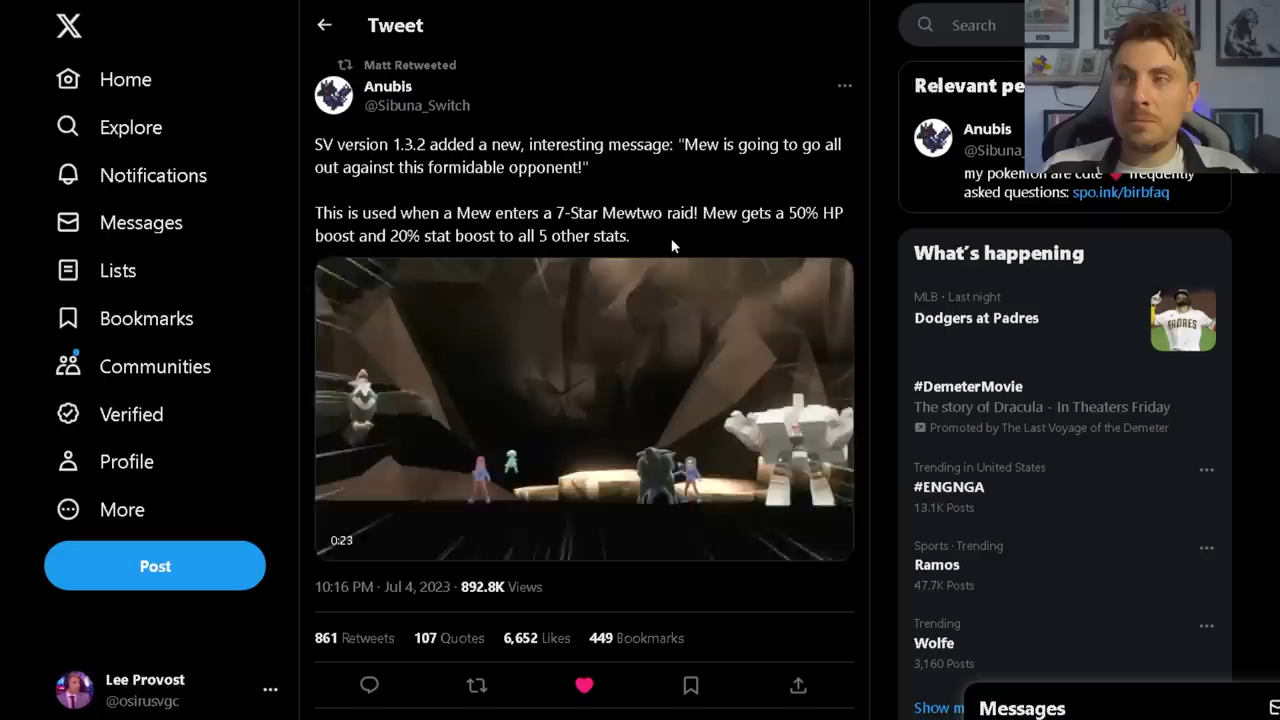 Home
Explore
Notifications
Messages
Lists
Bookmarks
Communities
Verified
Profile
More
Post
Lee Provost
@osirusvgc
Tweet
Matt Retweeted
Anubis
@Sibuna_Switch
SV version 1.3.2 added a new, interesting message: "Mew is going to go all
out against this formidable opponent!"
This is used when a Mew enters a 7-Star Mewtwo raid! Mew gets a 50% HP
boost and 20% stat boost to all 5 other stats.
0:23
10:16 PM · Jul 4, 2023 · 892.8K Views
861 Retweets 107 Quotes 6,652 Likes 449 Bookmarks
Search
Relevant pe
Anubis
@Sibuna_
my pokemon are cute ❤ frequently
asked questions: spo.ink/birbfaq
What's happening
MLB · Last night
Dodgers at Padres
PADRES
#DemeterMovie
The story of Dracula - In Theaters Friday
Promoted by The Last Voyage of the Demeter
Trending in United States
#ENGNGA
13.1K Posts
Sports · Trending
Ramos
47.7K Posts
Trending
Wolfe
3,160 Posts
Show m
Messages